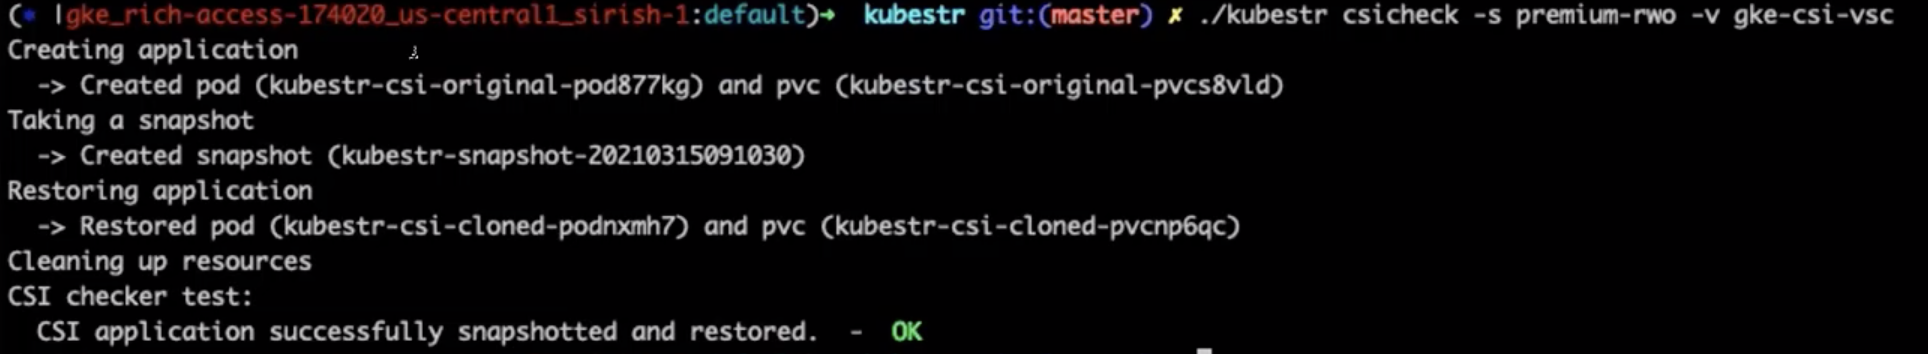 (⎈ |gke_rich-access-174020_us-central1_sirish-1:default)➜  kubestr git:(master) ✗ ./kubestr csicheck -s premium-rwo -v gke-csi-vsc
Creating application
  -> Created pod (kubestr-csi-original-pod877kg) and pvc (kubestr-csi-original-pvcs8vld)
Taking a snapshot
  -> Created snapshot (kubestr-snapshot-20210315091030)
Restoring application
  -> Restored pod (kubestr-csi-cloned-podnxmh7) and pvc (kubestr-csi-cloned-pvcnp6qc)
Cleaning up resources
CSI checker test:
  CSI application successfully snapshotted and restored.  -  OK